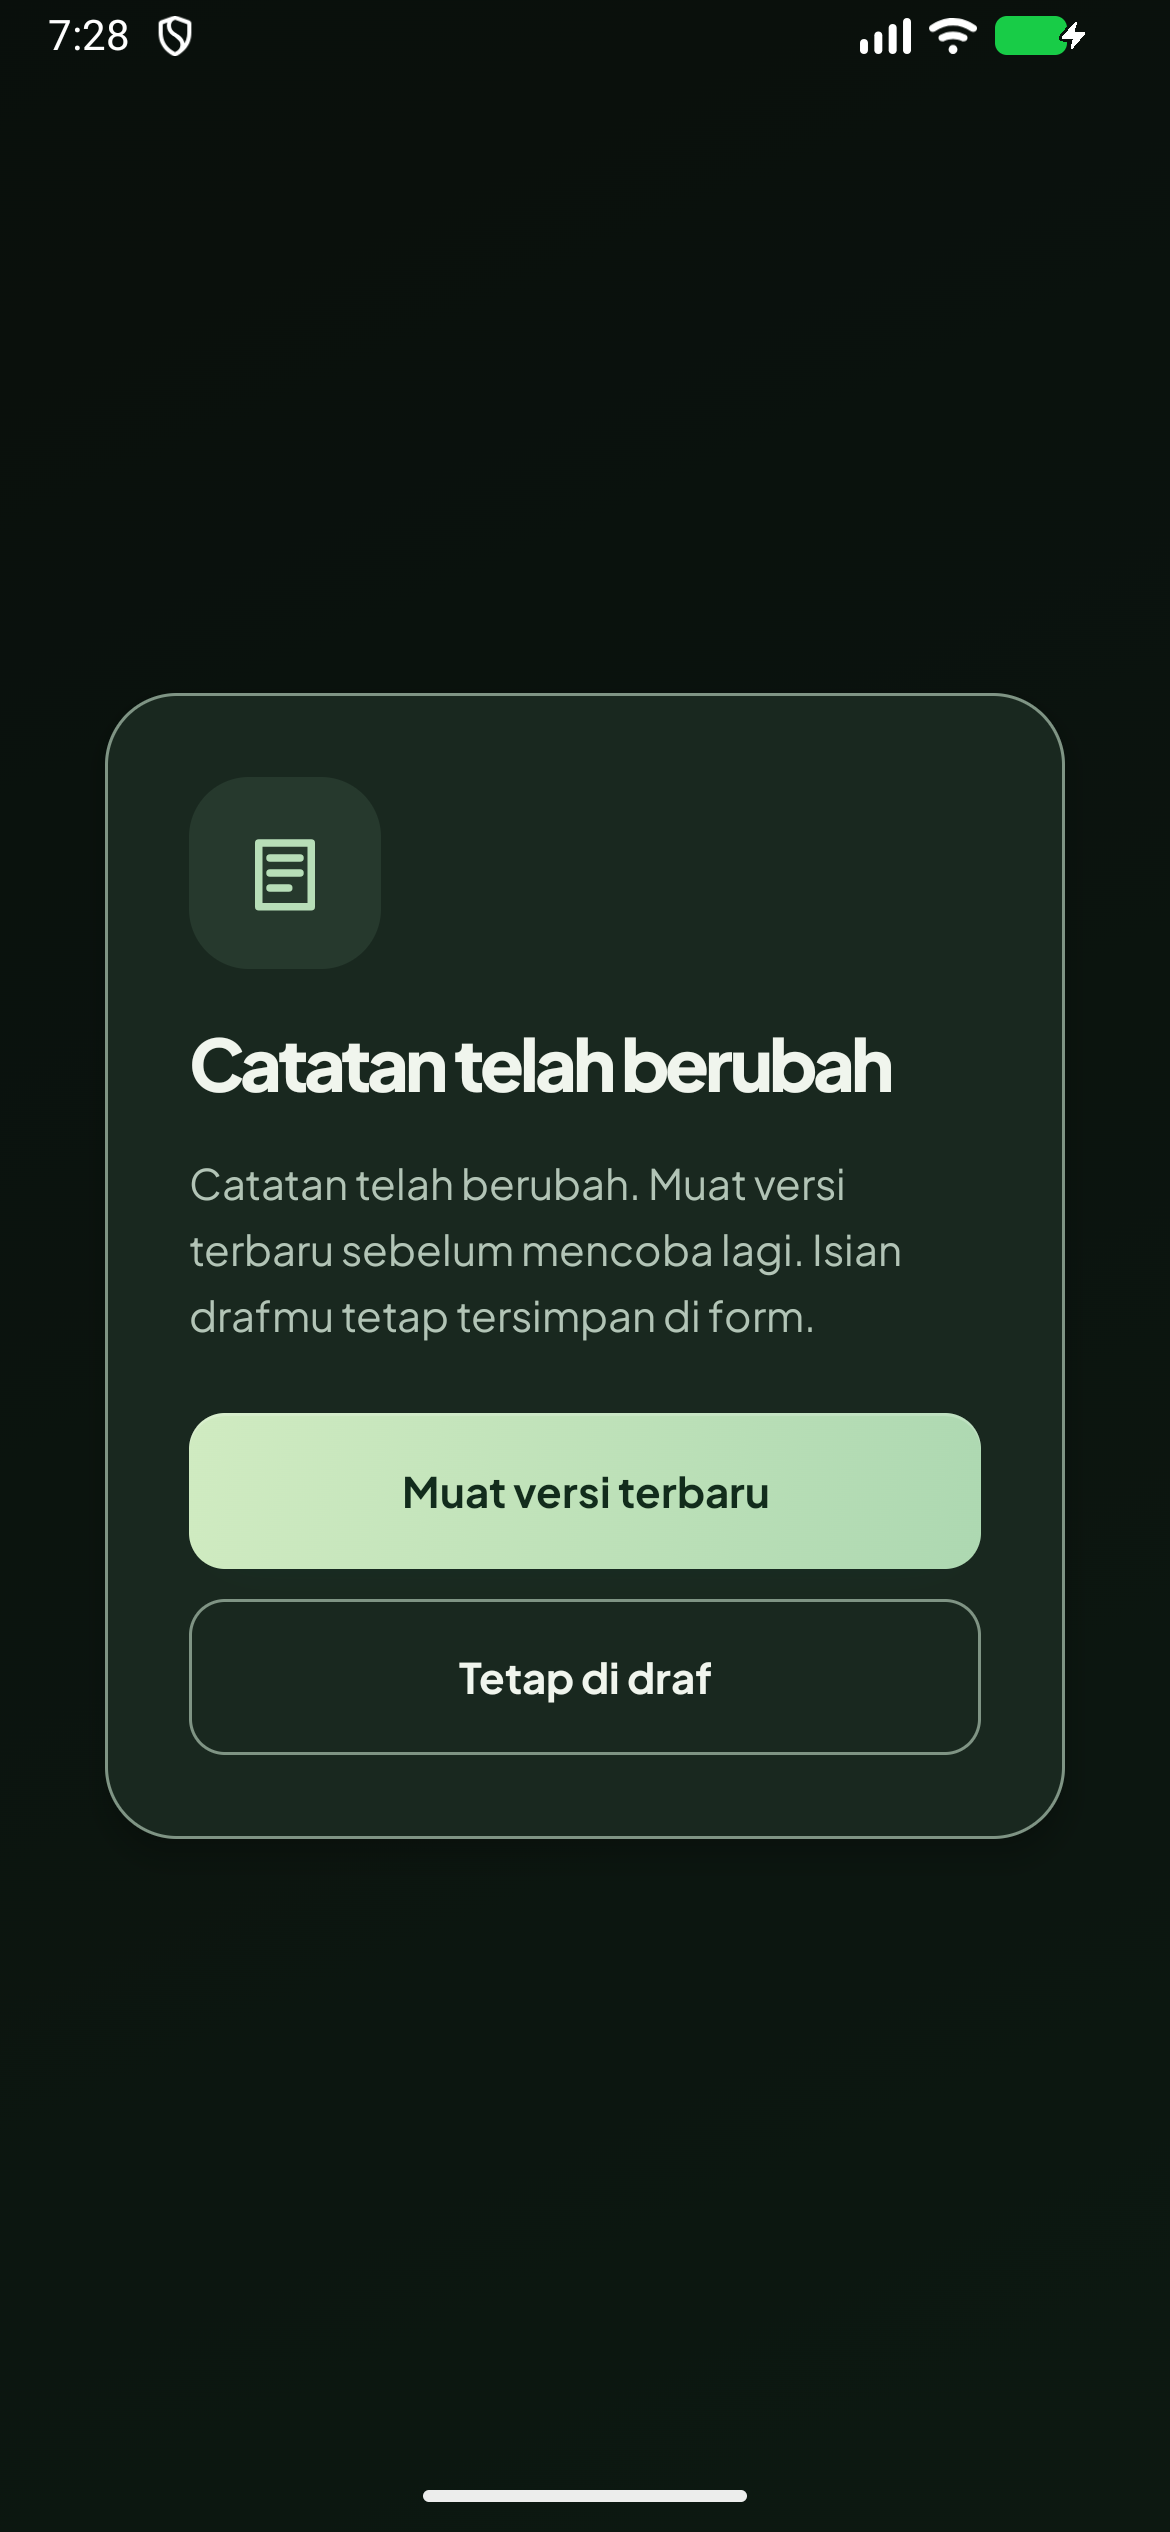 7:28
Catatan telah berubah
Catatan telah berubah. Muat versi
terbaru sebelum mencoba lagi. Isian
drafmu tetap tersimpan di form.
Muat versi terbaru
Tetap di draf